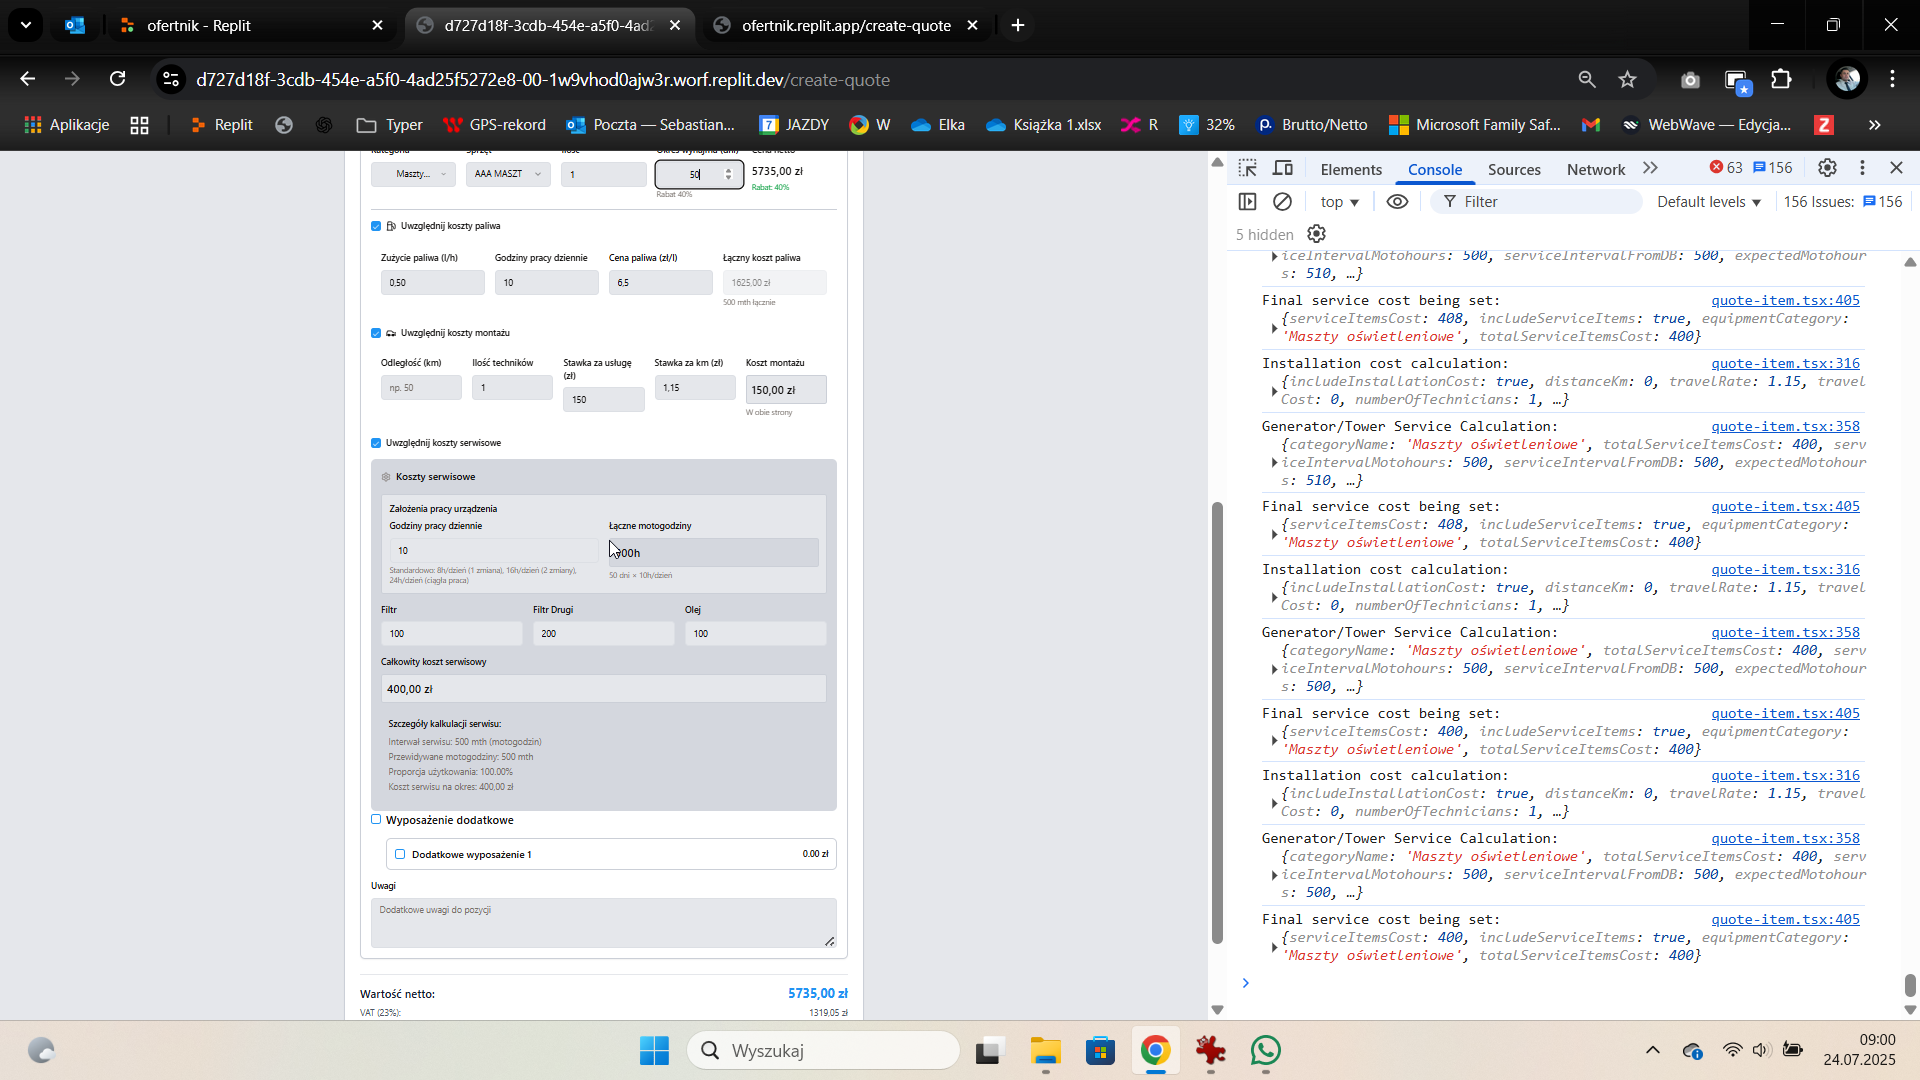 ofertnik - Replit
d727d18f-3cdb-454e-a5f0-4ad
ofertnik.replit.app/create-quote
d727d18f-3cdb-454e-a5f0-4ad25f5272e8-00-1w9vhod0ajw3r.worf.replit.dev/create-quote
Aplikacje
Replit
Typer
GPS-rekord
Poczta — Sebastian...
7 JAZDY
W
Elka
Książka 1.xlsx
R
32%
Brutto/Netto
Microsoft Family Saf...
WebWave — Edycja...
Z
»
Maszty...
AAA MASZT
1
50
5735,00 zł
Rabat 40%
Rabat: 40%
Uwzględnij koszty paliwa
Zużycie paliwa (l/h)
Godziny pracy dziennie
Cena paliwa (zł/l)
Łączny koszt paliwa
0,50
10
6,5
1625,00 zł
500 mth łącznie
Uwzględnij koszty montażu
Odległość (km)
Ilość techników
Stawka za usługę (zł)
Stawka za km (zł)
Koszt montażu
np. 50
1
150
1,15
150,00 zł
W obie strony
Uwzględnij koszty serwisowe
Koszty serwisowe
Założenia pracy urządzenia
Godziny pracy dziennie
Łączne motogodziny
10
00h
Standardowo: 8h/dzień (1 zmiana), 16h/dzień (2 zmiany),
24h/dzień (ciągła praca)
50 dni × 10h/dzień
Filtr
Filtr Drugi
Olej
100
200
100
Całkowity koszt serwisowy
400,00 zł
Szczegóły kalkulacji serwisu:
Interwał serwisu: 500 mth (motogodzin)
Przewidywane motogodziny: 500 mth
Proporcja użytkowania: 100.00%
Koszt serwisu na okres: 400,00 zł
Wyposażenie dodatkowe
Dodatkowe wyposażenie 1
0.00 zł
Uwagi
Dodatkowe uwagi do pozycji
Wartość netto:
5735,00 zł
VAT (23%):
1319,05 zł
Elements
Console
Sources
Network
63
156
top
Filter
Default levels
156 Issues:
156
5 hidden
iceIntervalMotohours: 500, serviceIntervalFromDB: 500, expectedMotohour
s: 510, …}
Final service cost being set:
quote-item.tsx:405
{serviceItemsCost: 408, includeServiceItems: true, equipmentCategory:
'Maszty oświetleniowe', totalServiceItemsCost: 400}
Installation cost calculation:
quote-item.tsx:316
{includeInstallationCost: true, distanceKm: 0, travelRate: 1.15, travel
Cost: 0, numberOfTechnicians: 1, …}
Generator/Tower Service Calculation:
quote-item.tsx:358
{categoryName: 'Maszty oświetleniowe', totalServiceItemsCost: 400, serv
iceIntervalMotohours: 500, serviceIntervalFromDB: 500, expectedMotohour
s: 510, …}
Final service cost being set:
quote-item.tsx:405
{serviceItemsCost: 408, includeServiceItems: true, equipmentCategory:
'Maszty oświetleniowe', totalServiceItemsCost: 400}
Installation cost calculation:
quote-item.tsx:316
{includeInstallationCost: true, distanceKm: 0, travelRate: 1.15, travel
Cost: 0, numberOfTechnicians: 1, …}
Generator/Tower Service Calculation:
quote-item.tsx:358
{categoryName: 'Maszty oświetleniowe', totalServiceItemsCost: 400, serv
iceIntervalMotohours: 500, serviceIntervalFromDB: 500, expectedMotohour
s: 500, …}
Final service cost being set:
quote-item.tsx:405
{serviceItemsCost: 400, includeServiceItems: true, equipmentCategory:
'Maszty oświetleniowe', totalServiceItemsCost: 400}
Installation cost calculation:
quote-item.tsx:316
{includeInstallationCost: true, distanceKm: 0, travelRate: 1.15, travel
Cost: 0, numberOfTechnicians: 1, …}
Generator/Tower Service Calculation:
quote-item.tsx:358
{categoryName: 'Maszty oświetleniowe', totalServiceItemsCost: 400, serv
iceIntervalMotohours: 500, serviceIntervalFromDB: 500, expectedMotohour
s: 500, …}
Final service cost being set:
quote-item.tsx:405
{serviceItemsCost: 400, includeServiceItems: true, equipmentCategory:
'Maszty oświetleniowe', totalServiceItemsCost: 400}
Wyszukaj
09:00
24.07.2025